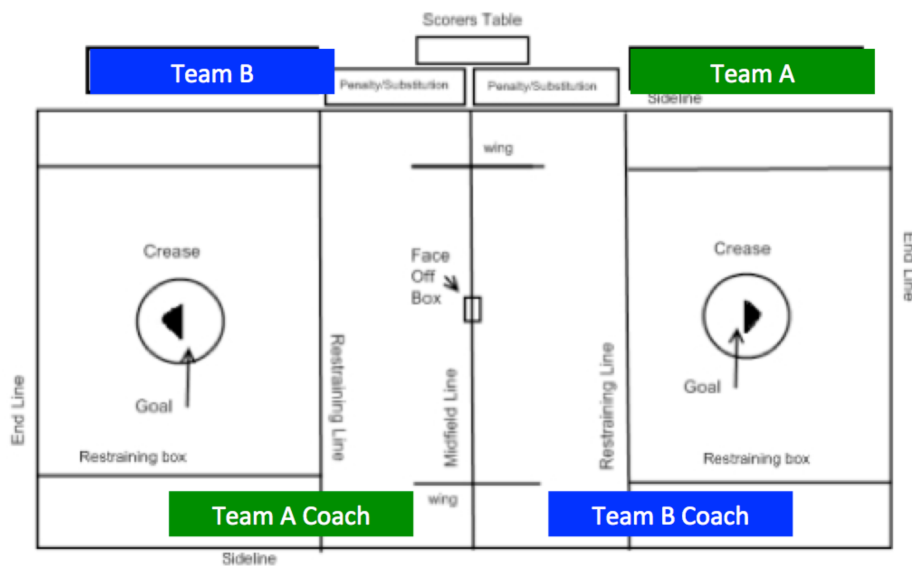 Scorers Table
Team B
Team A
Penalty/Substitution
Penalty/Substitution
Sideline
wing
Crease
Face
Off
Box
Crease
End Line
Goal
Goal
End Line
Restraining Line
Midfield Line
Restraining Line
Restraining box
Restraining box
wing
Team A Coach
Team B Coach
Sideline